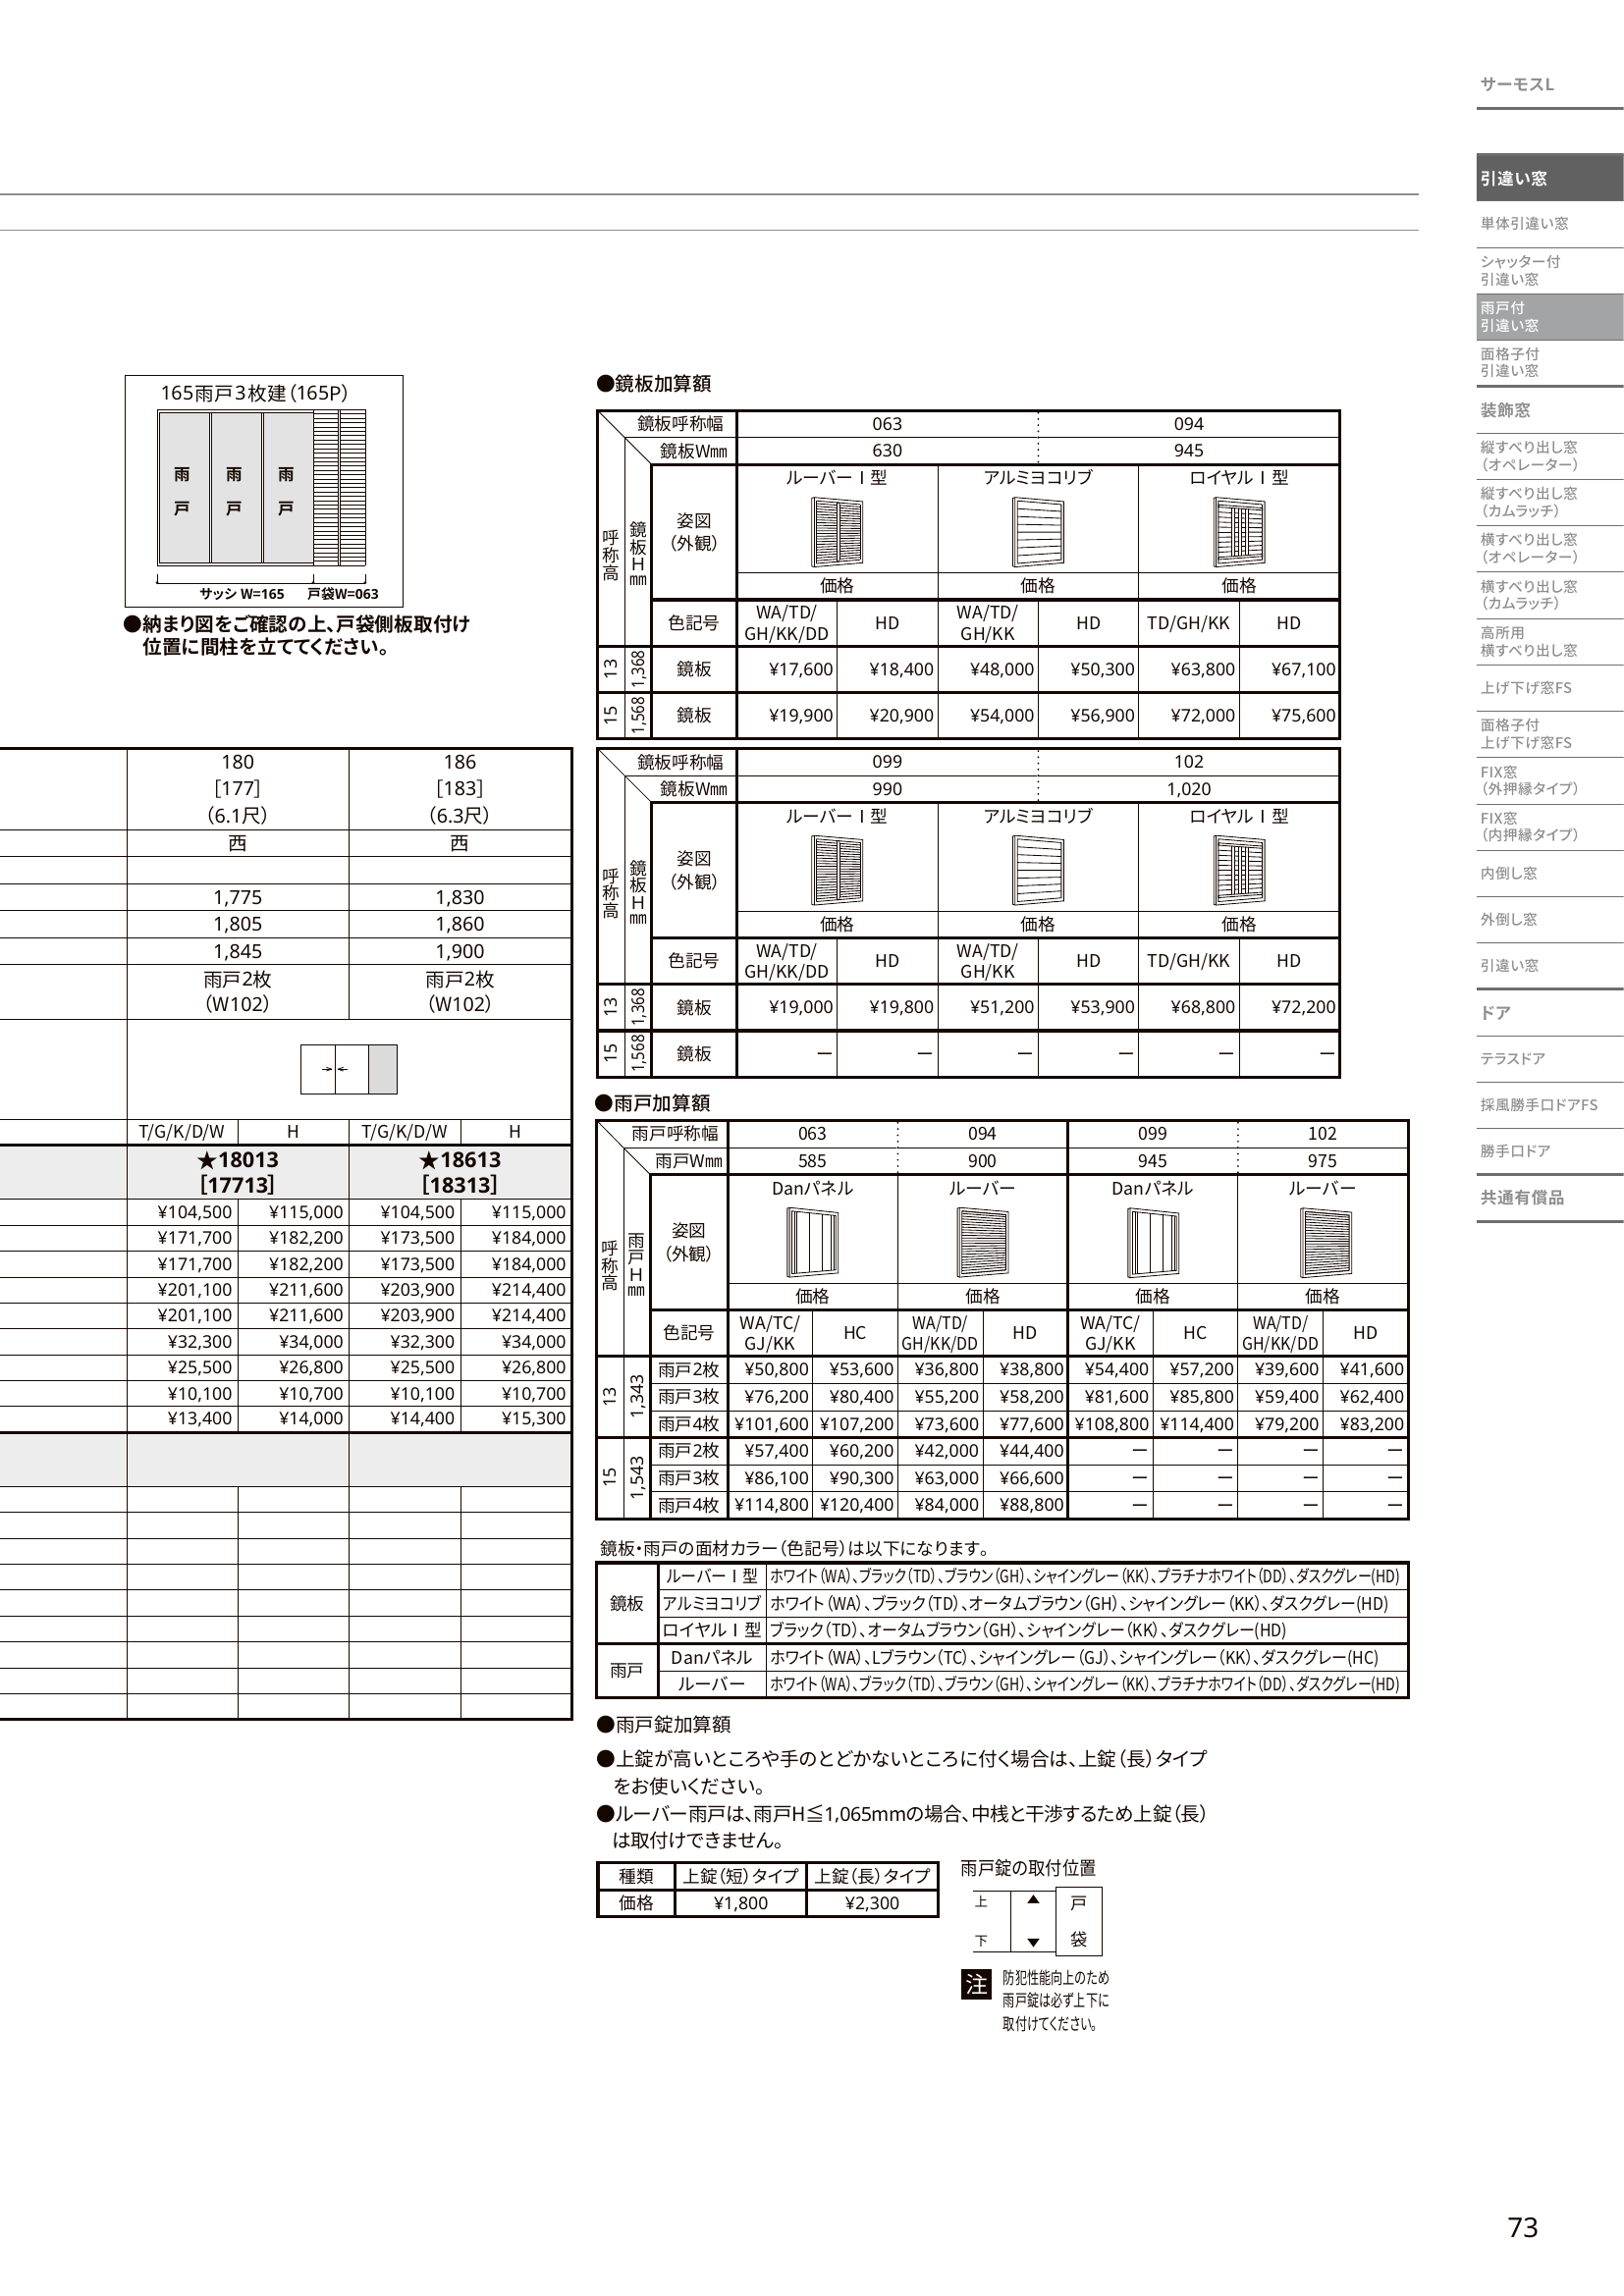 サーモスL
引違い窓
単体引違い窓
シャッター付
引違い窓
雨戸付
引違い窓
面格子付
引違い窓
装飾窓
縦すべり出し窓
（オペレーター）
縦すべり出し窓
（カムラッチ）
横すべり出し窓
（オペレーター）
横すべり出し窓
（カムラッチ）
高所用
横すべり出し窓
上げ下げ窓FS
面格子付
上げ下げ窓FS
FIX窓
（外押縁タイプ）
FIX窓
（内押縁タイプ）
内倒し窓
外倒し窓
引違い窓
ドア
テラスドア
採風勝手口ドアFS
勝手口ドア
共通有償品
165雨戸3枚建（165P）
雨戸 雨戸 雨戸
サッシ W=165 戸袋W=063
●納まり図をご確認の上、戸袋側板取付け
位置に間柱を立ててください。
180 186
［177］ ［183］
（6.1尺） （6.3尺）
西 西
1,775 1,830
1,805 1,860
1,845 1,900
雨戸2枚 雨戸2枚
（W102） （W102）
T/G/K/D/W H T/G/K/D/W H
★18013 ★18613
［17713］ ［18313］
¥104,500 ¥115,000 ¥104,500 ¥115,000
¥171,700 ¥182,200 ¥173,500 ¥184,000
¥171,700 ¥182,200 ¥173,500 ¥184,000
¥201,100 ¥211,600 ¥203,900 ¥214,400
¥201,100 ¥211,600 ¥203,900 ¥214,400
¥32,300 ¥34,000 ¥32,300 ¥34,000
¥25,500 ¥26,800 ¥25,500 ¥26,800
¥10,100 ¥10,700 ¥10,100 ¥10,700
¥13,400 ¥14,000 ¥14,400 ¥15,300
●鏡板加算額
鏡板呼称幅 063 094
鏡板Wmm 630 945
呼称高 鏡板Hmm 姿図（外観） ルーバーⅠ型 アルミヨコリブ ロイヤルⅠ型
価格 価格 価格
色記号 WA/TD/GH/KK/DD HD WA/TD/GH/KK HD TD/GH/KK HD
13 1,368 鏡板 ¥17,600 ¥18,400 ¥48,000 ¥50,300 ¥63,800 ¥67,100
15 1,568 鏡板 ¥19,900 ¥20,900 ¥54,000 ¥56,900 ¥72,000 ¥75,600
鏡板呼称幅 099 102
鏡板Wmm 990 1,020
呼称高 鏡板Hmm 姿図（外観） ルーバーⅠ型 アルミヨコリブ ロイヤルⅠ型
価格 価格 価格
色記号 WA/TD/GH/KK/DD HD WA/TD/GH/KK HD TD/GH/KK HD
13 1,368 鏡板 ¥19,000 ¥19,800 ¥51,200 ¥53,900 ¥68,800 ¥72,200
15 1,568 鏡板 ー ー ー ー ー ー
●雨戸加算額
雨戸呼称幅 063 094 099 102
雨戸Wmm 585 900 945 975
呼称高 雨戸Hmm 姿図（外観） Danパネル ルーバー Danパネル ルーバー
価格 価格 価格 価格
色記号 WA/TC/GJ/KK HC WA/TD/GH/KK/DD HD WA/TC/GJ/KK HC WA/TD/GH/KK/DD HD
13 1,343 雨戸2枚 ¥50,800 ¥53,600 ¥36,800 ¥38,800 ¥54,400 ¥57,200 ¥39,600 ¥41,600
雨戸3枚 ¥76,200 ¥80,400 ¥55,200 ¥58,200 ¥81,600 ¥85,800 ¥59,400 ¥62,400
雨戸4枚 ¥101,600 ¥107,200 ¥73,600 ¥77,600 ¥108,800 ¥114,400 ¥79,200 ¥83,200
15 1,543 雨戸2枚 ¥57,400 ¥60,200 ¥42,000 ¥44,400 ー ー ー ー
雨戸3枚 ¥86,100 ¥90,300 ¥63,000 ¥66,600 ー ー ー ー
雨戸4枚 ¥114,800 ¥120,400 ¥84,000 ¥88,800 ー ー ー ー
鏡板・雨戸の面材カラー（色記号）は以下になります。
鏡板 ルーバーⅠ型 ホワイト（WA）、ブラック（TD）、ブラウン（GH）、シャイングレー（KK）、プラチナホワイト（DD）、ダスクグレー(HD)
アルミヨコリブ ホワイト（WA）、ブラック（TD）、オータムブラウン（GH）、シャイングレー（KK）、ダスクグレー(HD)
ロイヤルⅠ型 ブラック（TD）、オータムブラウン（GH）、シャイングレー（KK）、ダスクグレー(HD)
雨戸 Danパネル ホワイト（WA）、Lブラウン（TC）、シャイングレー（GJ）、シャイングレー（KK）、ダスクグレー(HC)
ルーバー ホワイト（WA）、ブラック（TD）、ブラウン（GH）、シャイングレー（KK）、プラチナホワイト（DD）、ダスクグレー(HD)
●雨戸錠加算額
●上錠が高いところや手のとどかないところに付く場合は、上錠（長）タイプ
をお使いください。
●ルーバー雨戸は、雨戸H≦1,065mmの場合、中桟と干渉するため上錠（長）
は取付けできません。
種類 上錠（短）タイプ 上錠（長）タイプ
価格 ¥1,800 ¥2,300
雨戸錠の取付位置
上 ▲ 戸
下 ▼ 袋
注 防犯性能向上のため
雨戸錠は必ず上下に
取付けてください。
73